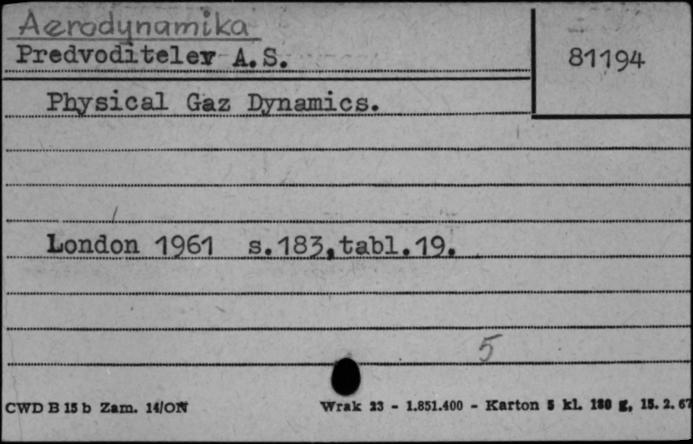 Aerodynamika
Predvoditelev A.S.
81194
Physical Gaz Dynamics.
London 1961 s.183,tabl.19.
5
CWD B 15 b Zam. 14/ON
Wrak 23 - 1.851.400 - Karton 5 kl. 180 g, 15. 2. 67